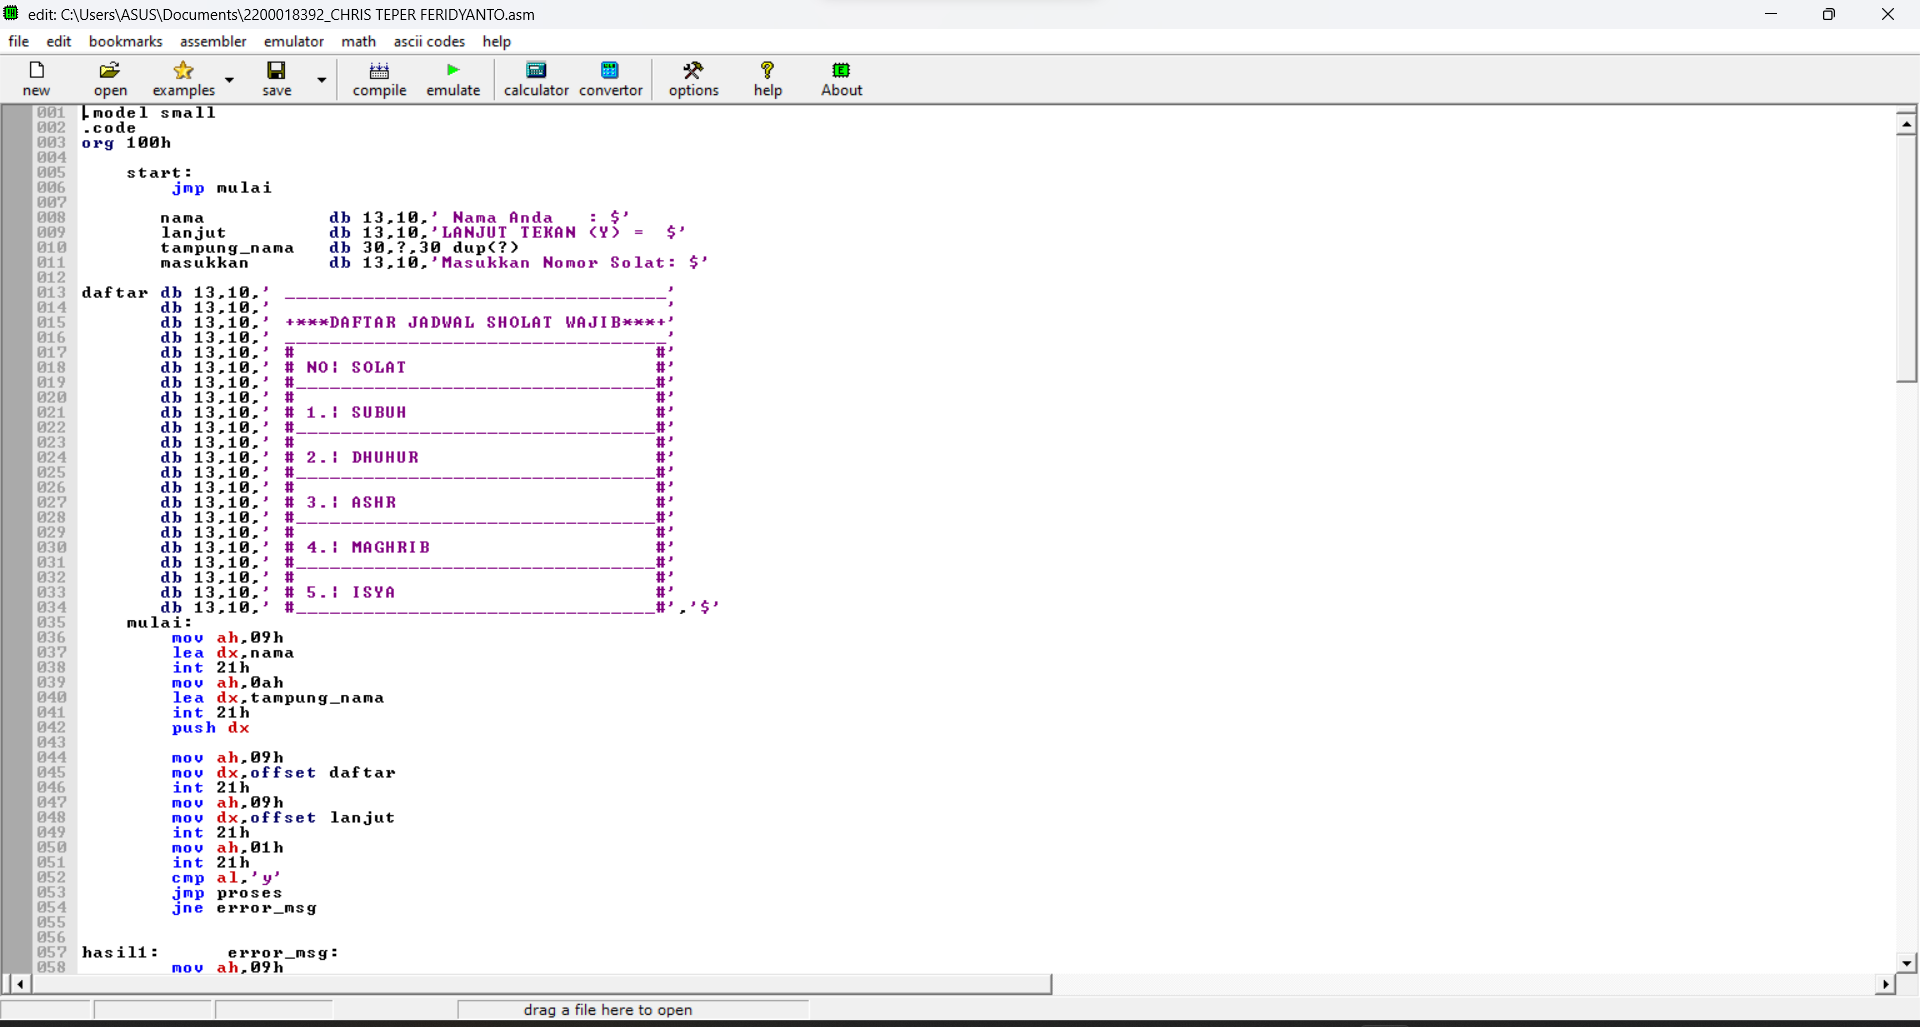 edit: C:\Users\ASUS\Documents\2200018392_CHRIS TEPER FERIDYANTO.asm
file edit bookmarks assembler emulator math ascii codes help
new open examples save compile emulate calculator convertor options help About
001 .model small
002 .code
003 org 100h
004
005 start:
006 jmp mulai
007
008 nama db 13,10,' Nama Anda : $'
009 lanjut db 13,10,'LANJUT TEKAN (Y) = $'
010 tampung_nama db 30,?,30 dup(?)
011 masukkan db 13,10,'Masukkan Nomor Solat: $'
012
013 daftar db 13,10,' __________________________________'
014 db 13,10,' '
015 db 13,10,' +***DAFTAR JADWAL SHOLAT WAJIB***+'
016 db 13,10,' __________________________________'
017 db 13,10,' # #'
018 db 13,10,' # NO¦ SOLAT #'
019 db 13,10,' #________________________________#'
020 db 13,10,' # #'
021 db 13,10,' # 1.¦ SUBUH #'
022 db 13,10,' #________________________________#'
023 db 13,10,' # #'
024 db 13,10,' # 2.¦ DHUHUR #'
025 db 13,10,' #________________________________#'
026 db 13,10,' # #'
027 db 13,10,' # 3.¦ ASHR #'
028 db 13,10,' #________________________________#'
029 db 13,10,' # #'
030 db 13,10,' # 4.¦ MAGHRIB #'
031 db 13,10,' #________________________________#'
032 db 13,10,' # #'
033 db 13,10,' # 5.¦ ISYA #'
034 db 13,10,' #________________________________#','$'
035 mulai:
036 mov ah,09h
037 lea dx,nama
038 int 21h
039 mov ah,0ah
040 lea dx,tampung_nama
041 int 21h
042 push dx
043
044 mov ah,09h
045 mov dx,offset daftar
046 int 21h
047 mov ah,09h
048 mov dx,offset lanjut
049 int 21h
050 mov ah,01h
051 int 21h
052 cmp al,'y'
053 jmp proses
054 jne error_msg
055
056
057 hasil1: error_msg:
058 mov ah,09h
drag a file here to open